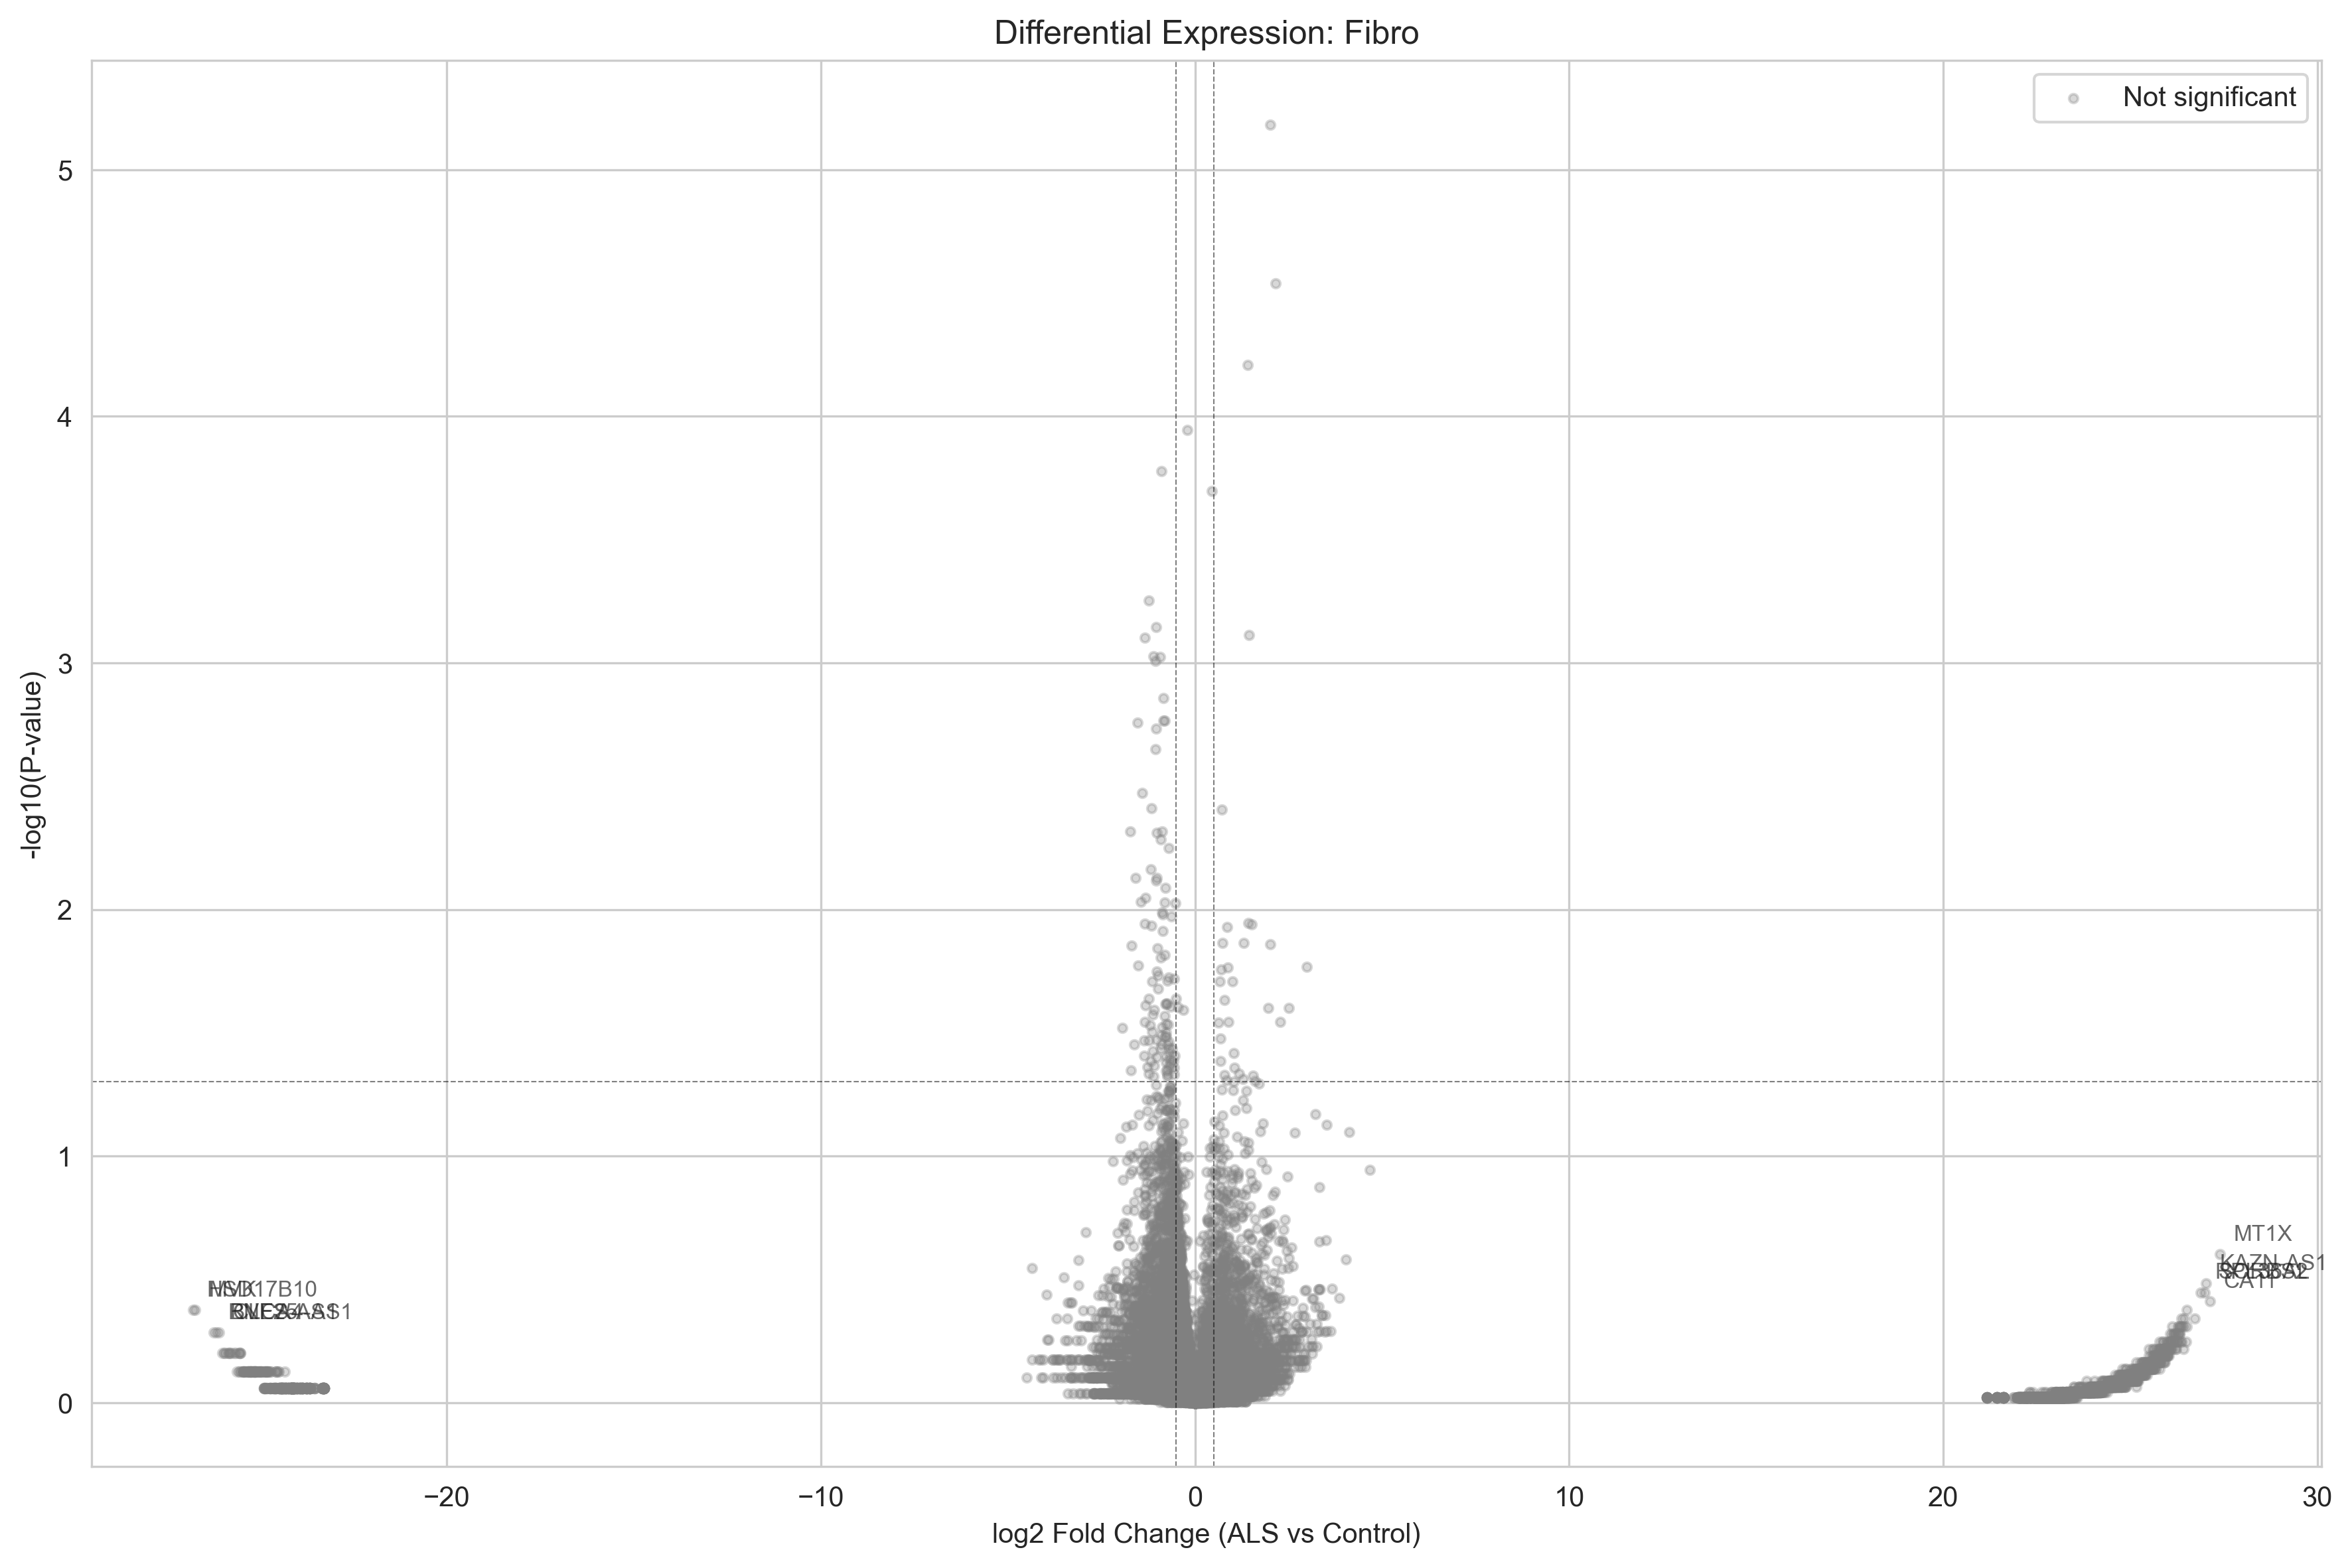 Differential Expression: Fibro
Not significant
-log10(P-value)
5
4
3
2
1
0
MT1X
KAZN-AS1
HSD17B10
−20
−10
0
10
20
30
log2 Fold Change (ALS vs Control)